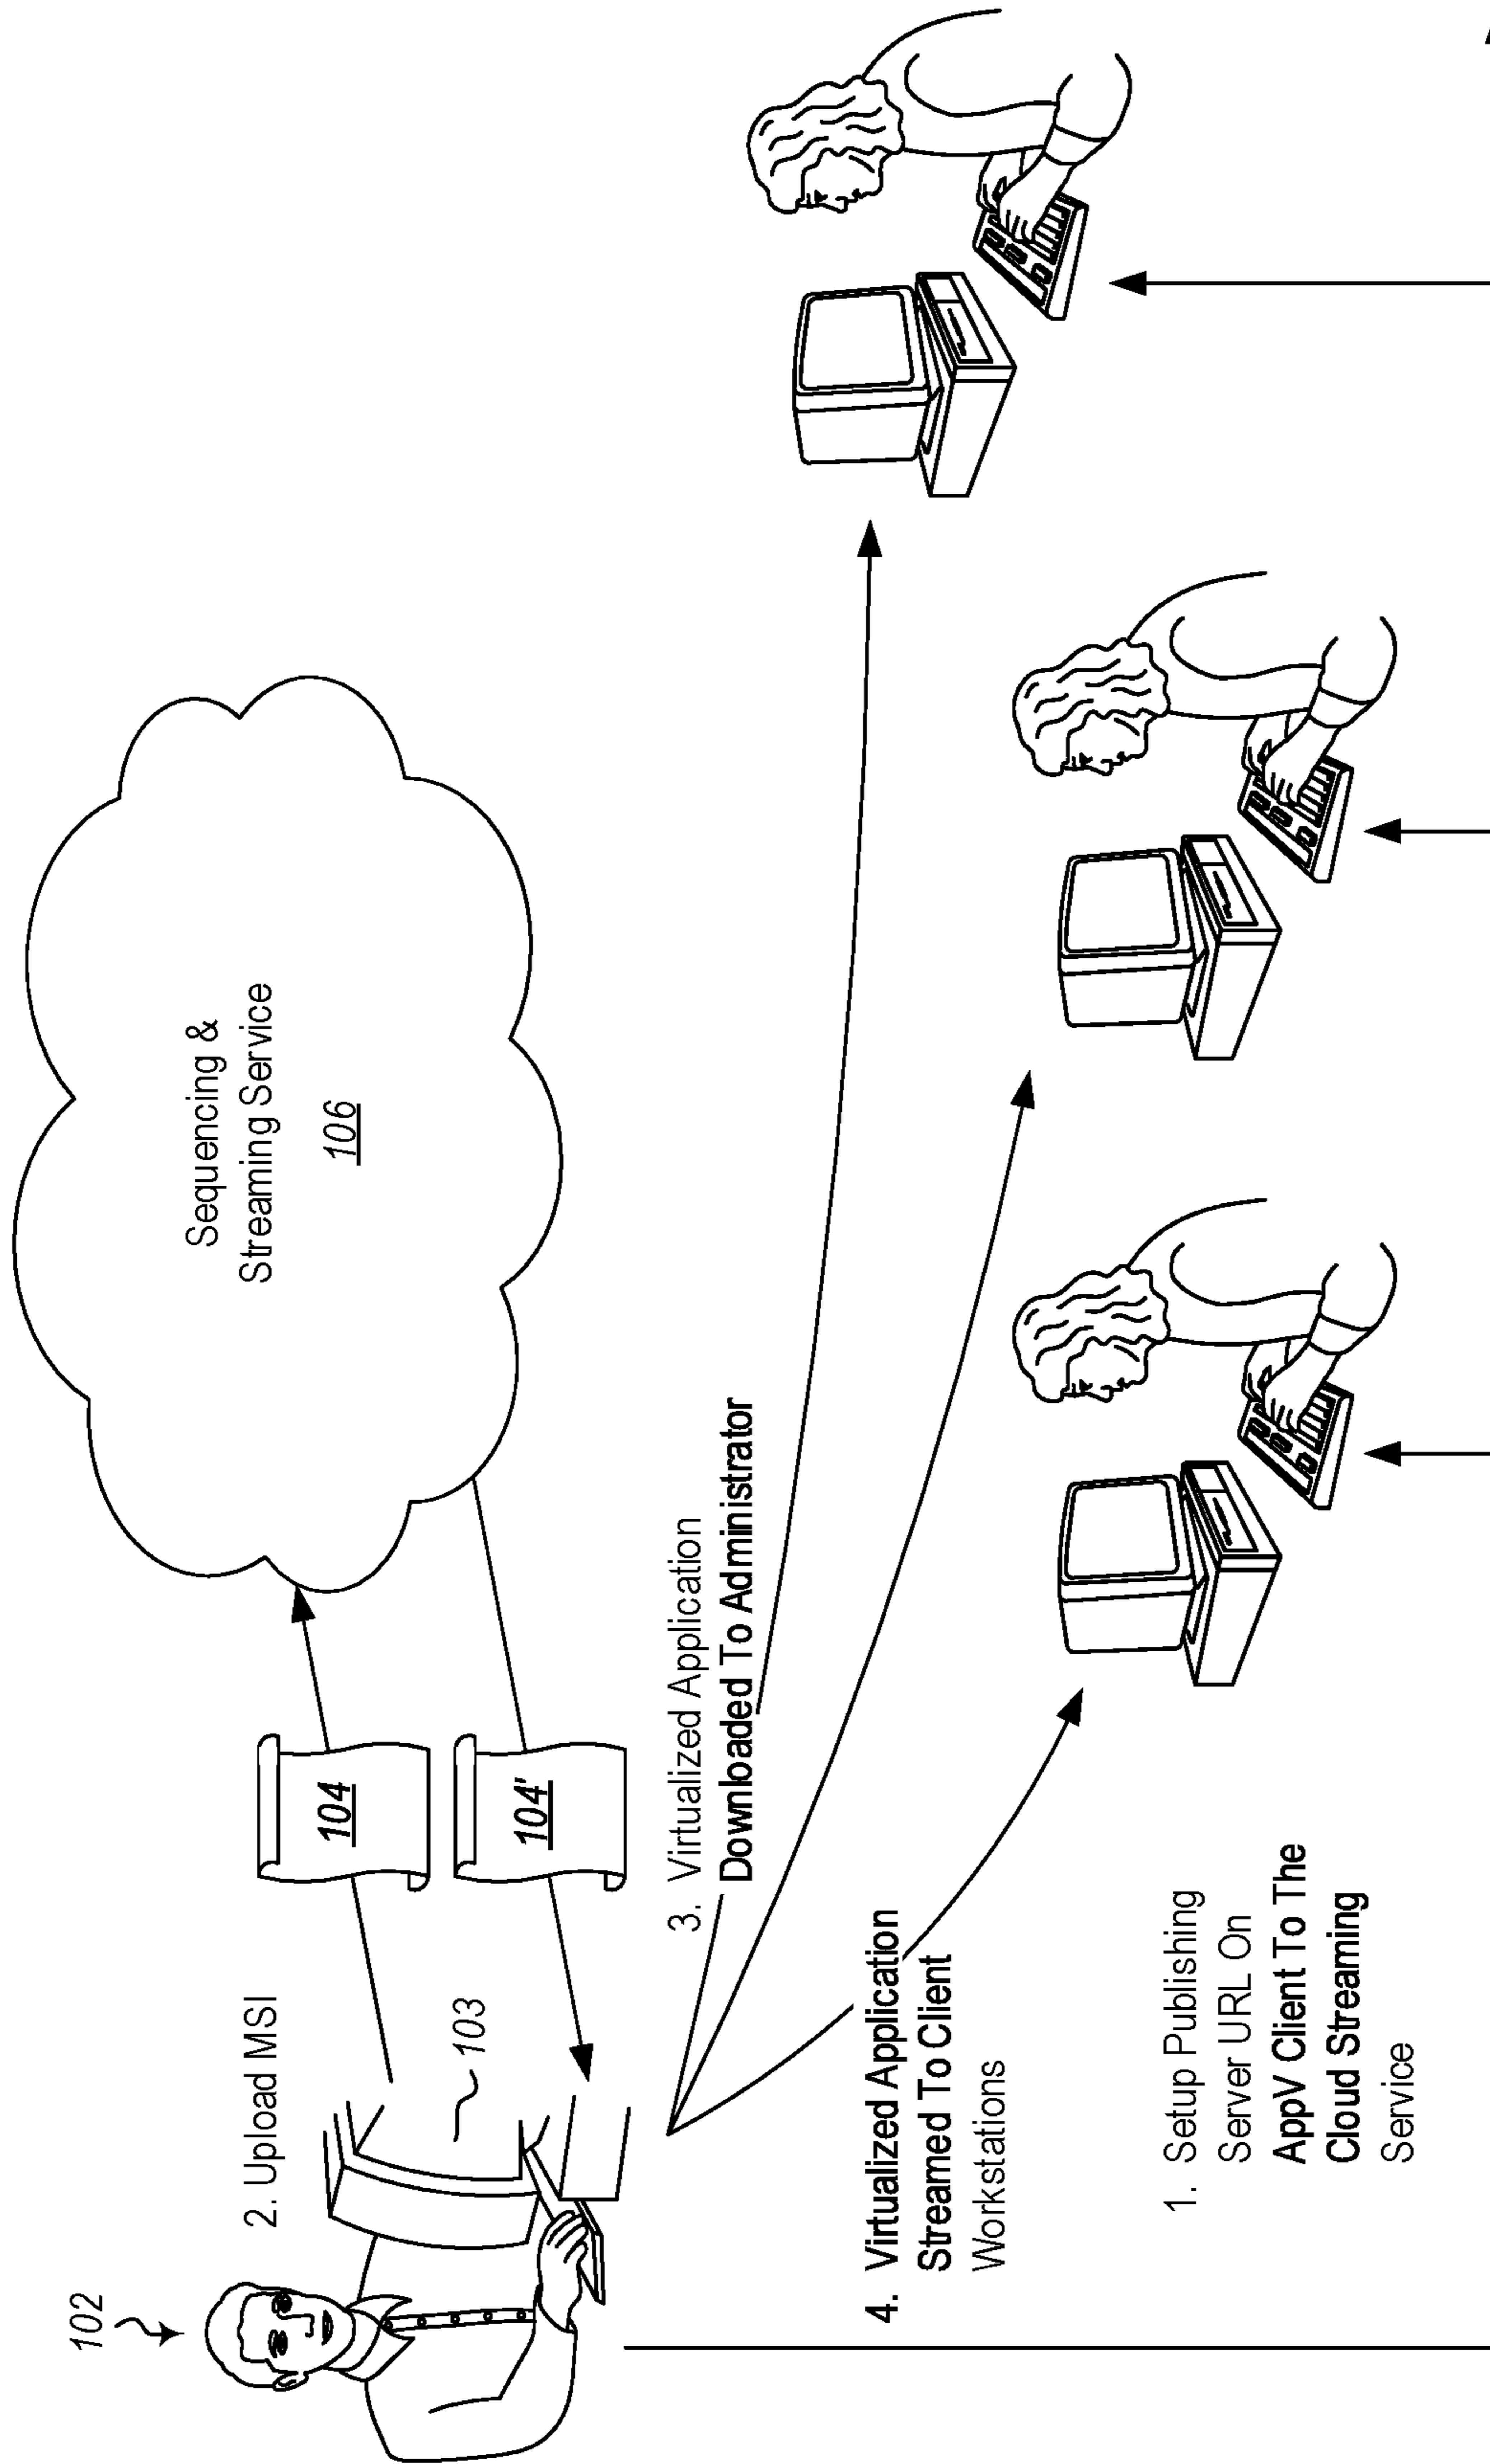 102
2. Upload MSI
103
104
104'
Sequencing &
Streaming Service
106
3. Virtualized Application
Downloaded To Administrator
4. Virtualized Application
Streamed To Client
Workstations
1. Setup Publishing
Server URL On
AppV Client To The
Cloud Streaming
Service